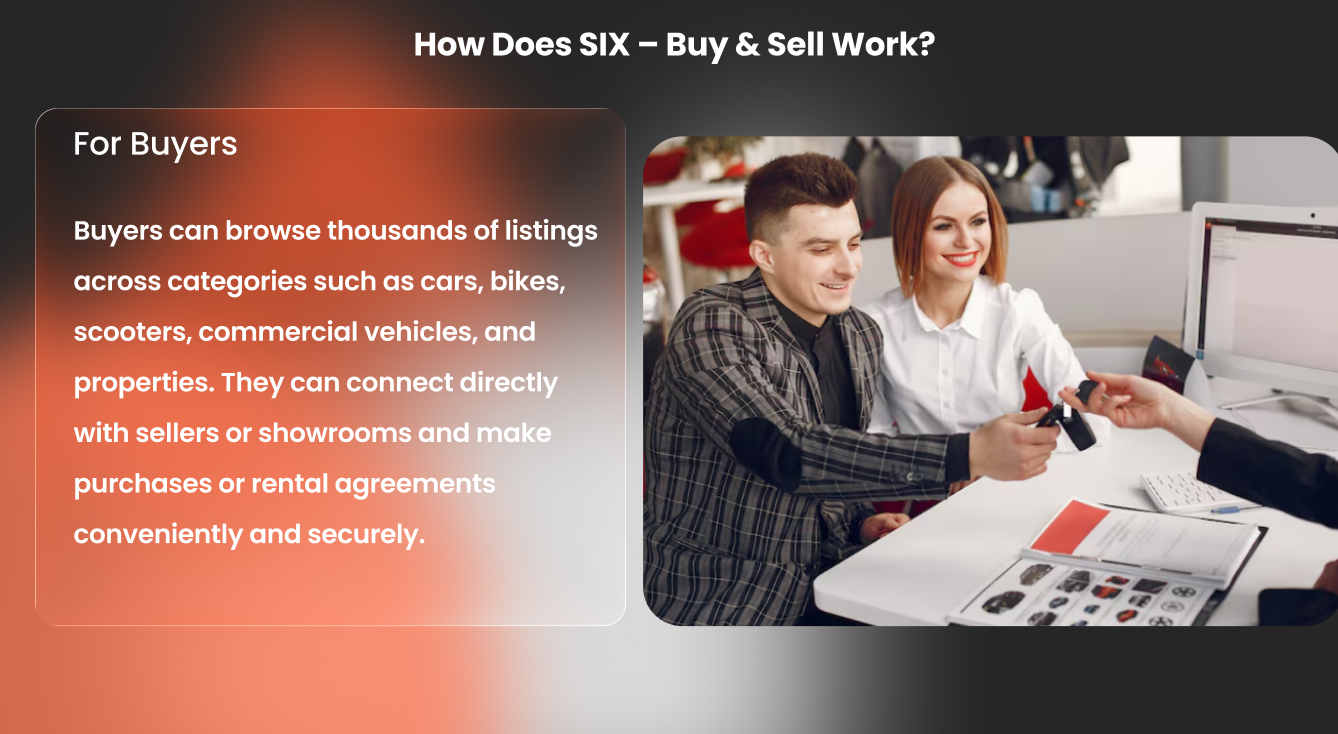 How Does SIX – Buy & Sell Work?
For Buyers
Buyers can browse thousands of listings
across categories such as cars, bikes,
scooters, commercial vehicles, and
properties. They can connect directly
with sellers or showrooms and make
purchases or rental agreements
conveniently and securely.